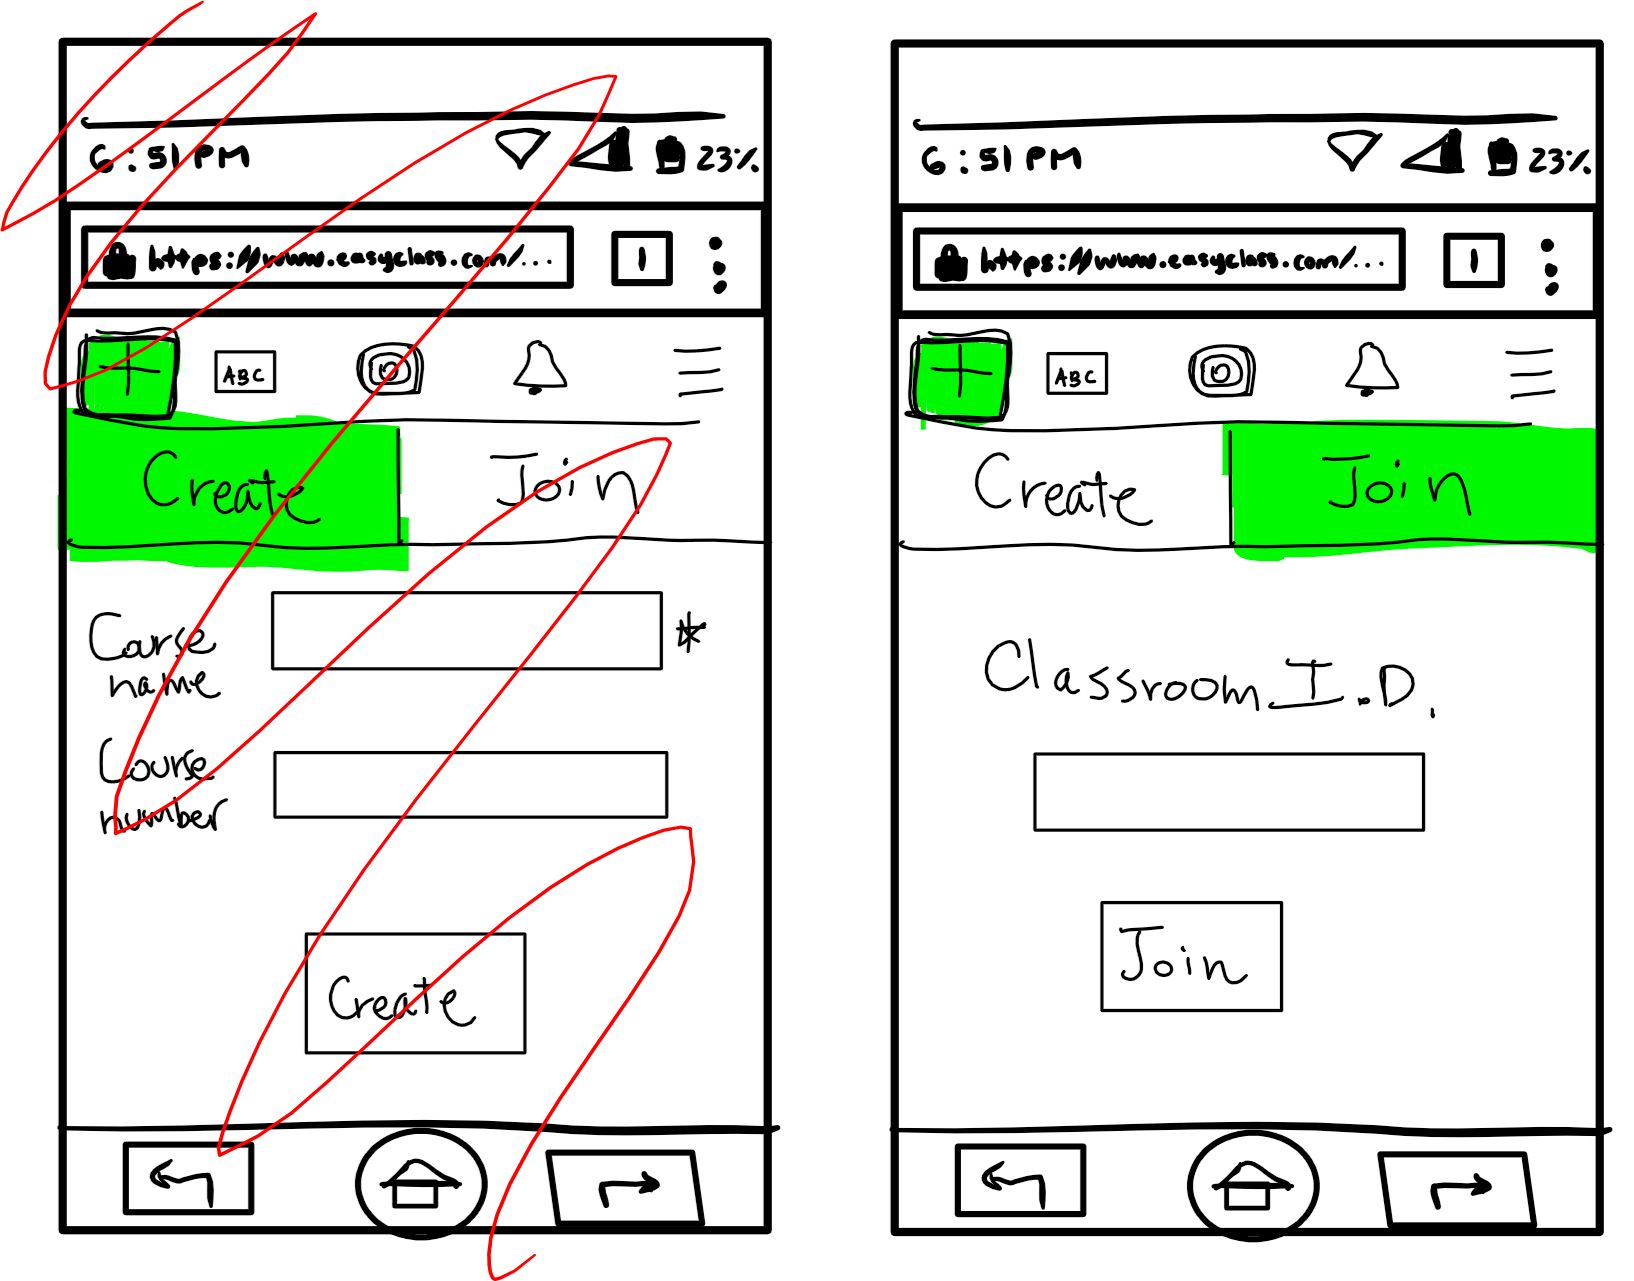 6:51 PM 23%
https://www.easyclass.com/... 1
ABC
Create Join
Carse
name *
Course
number
Create
6:51 PM 23%
https://www.easyclass.com/... 1
ABC
Create Join
Classroom I.D.
Join